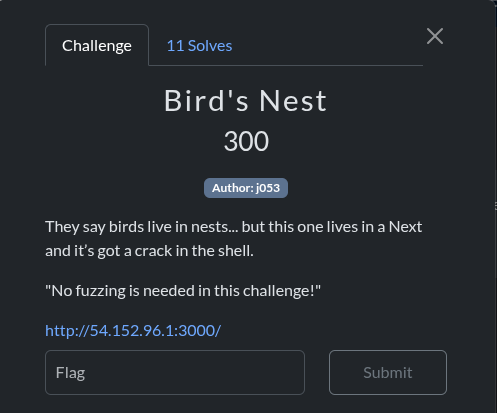 Challenge
11 Solves
Bird's Nest
300
Author: j053
They say birds live in nests... but this one lives in a Next
and it’s got a crack in the shell.
"No fuzzing is needed in this challenge!"
http://54.152.96.1:3000/
Flag
Submit